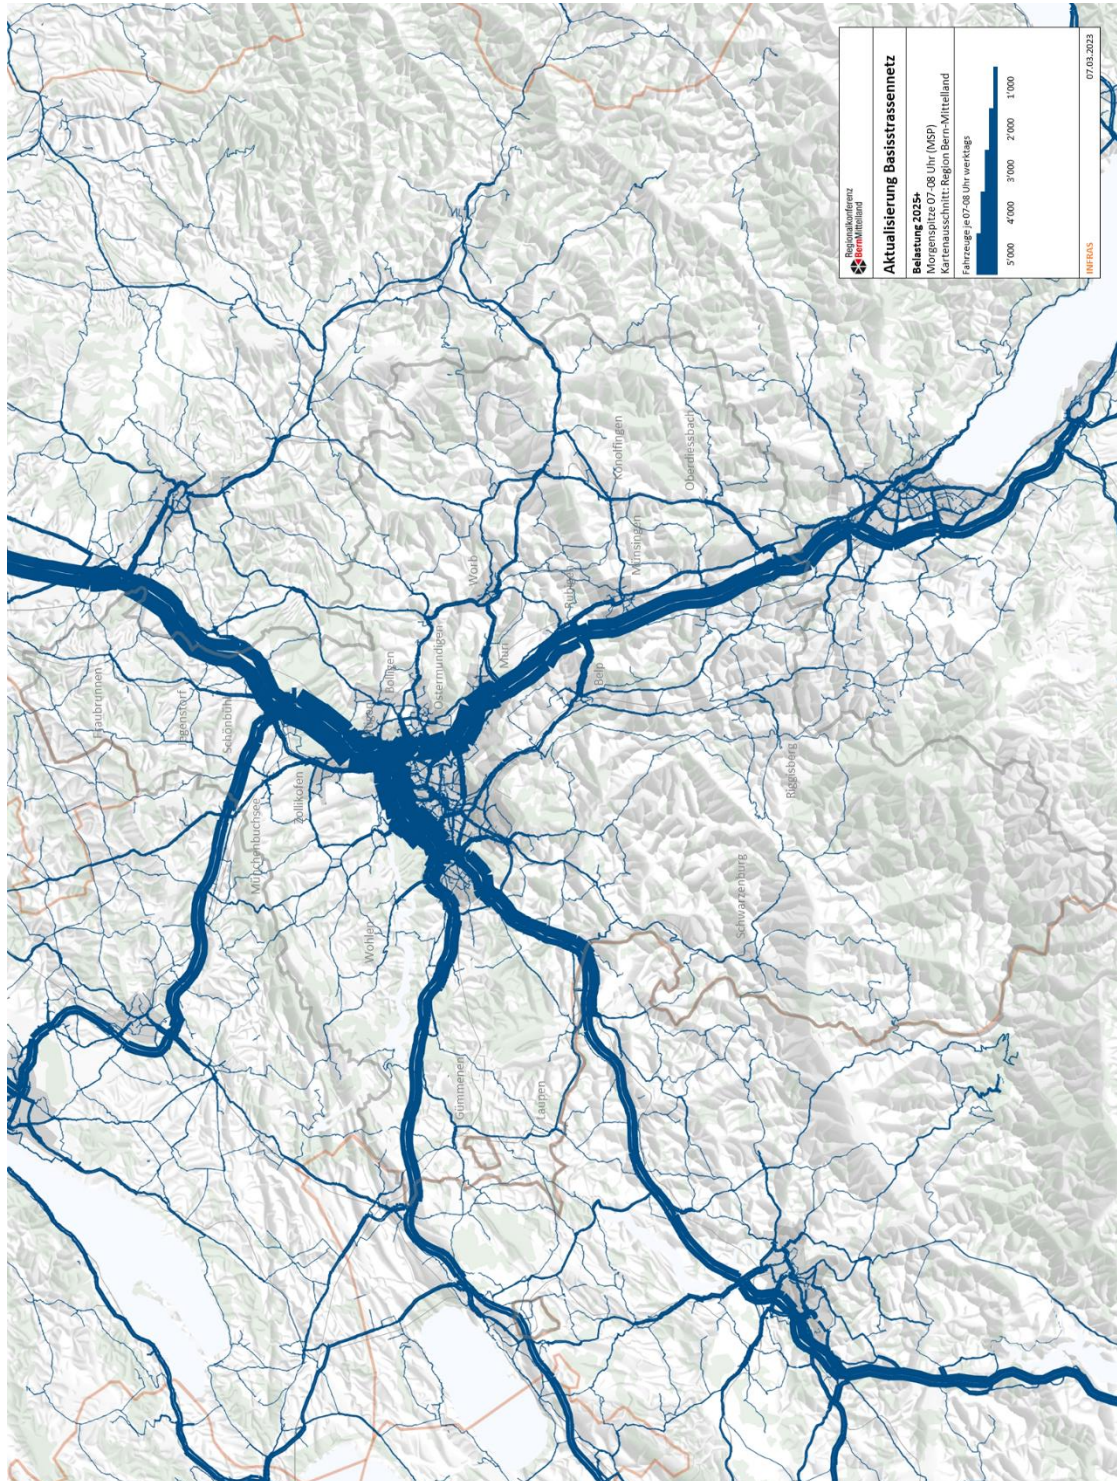 Regionalkonferenz
BernMittelland
Aktualisierung Basisstrassennetz
Belastung 2025+
Morgenspitze 07-08 Uhr (MSP)
Kartenausschnitt: Region Bern-Mittelland
Fahrzeuge je 07-08 Uhr werktags
5'000 4'000 3'000 2'000 1'000
INFRAS 07.03.2023
Fraubrunnen
Jegenstorf
Schönbühl
Münchenbuchsee
Zollikofen
Bolligen
Ostermundigen
Worb
Wohlen
Muri
Rubigen
Münsingen
Konolfingen
Oberdiessbach
Belp
Gümmenen
Laupen
Riggisberg
Schwarzenburg